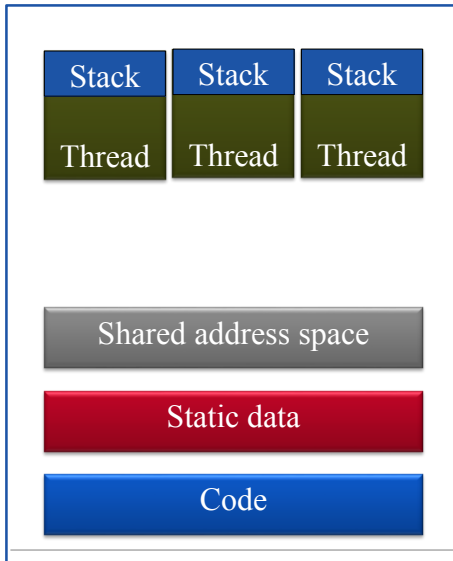 Stack Stack Stack
Thread Thread Thread
Shared address space
Static data
Code